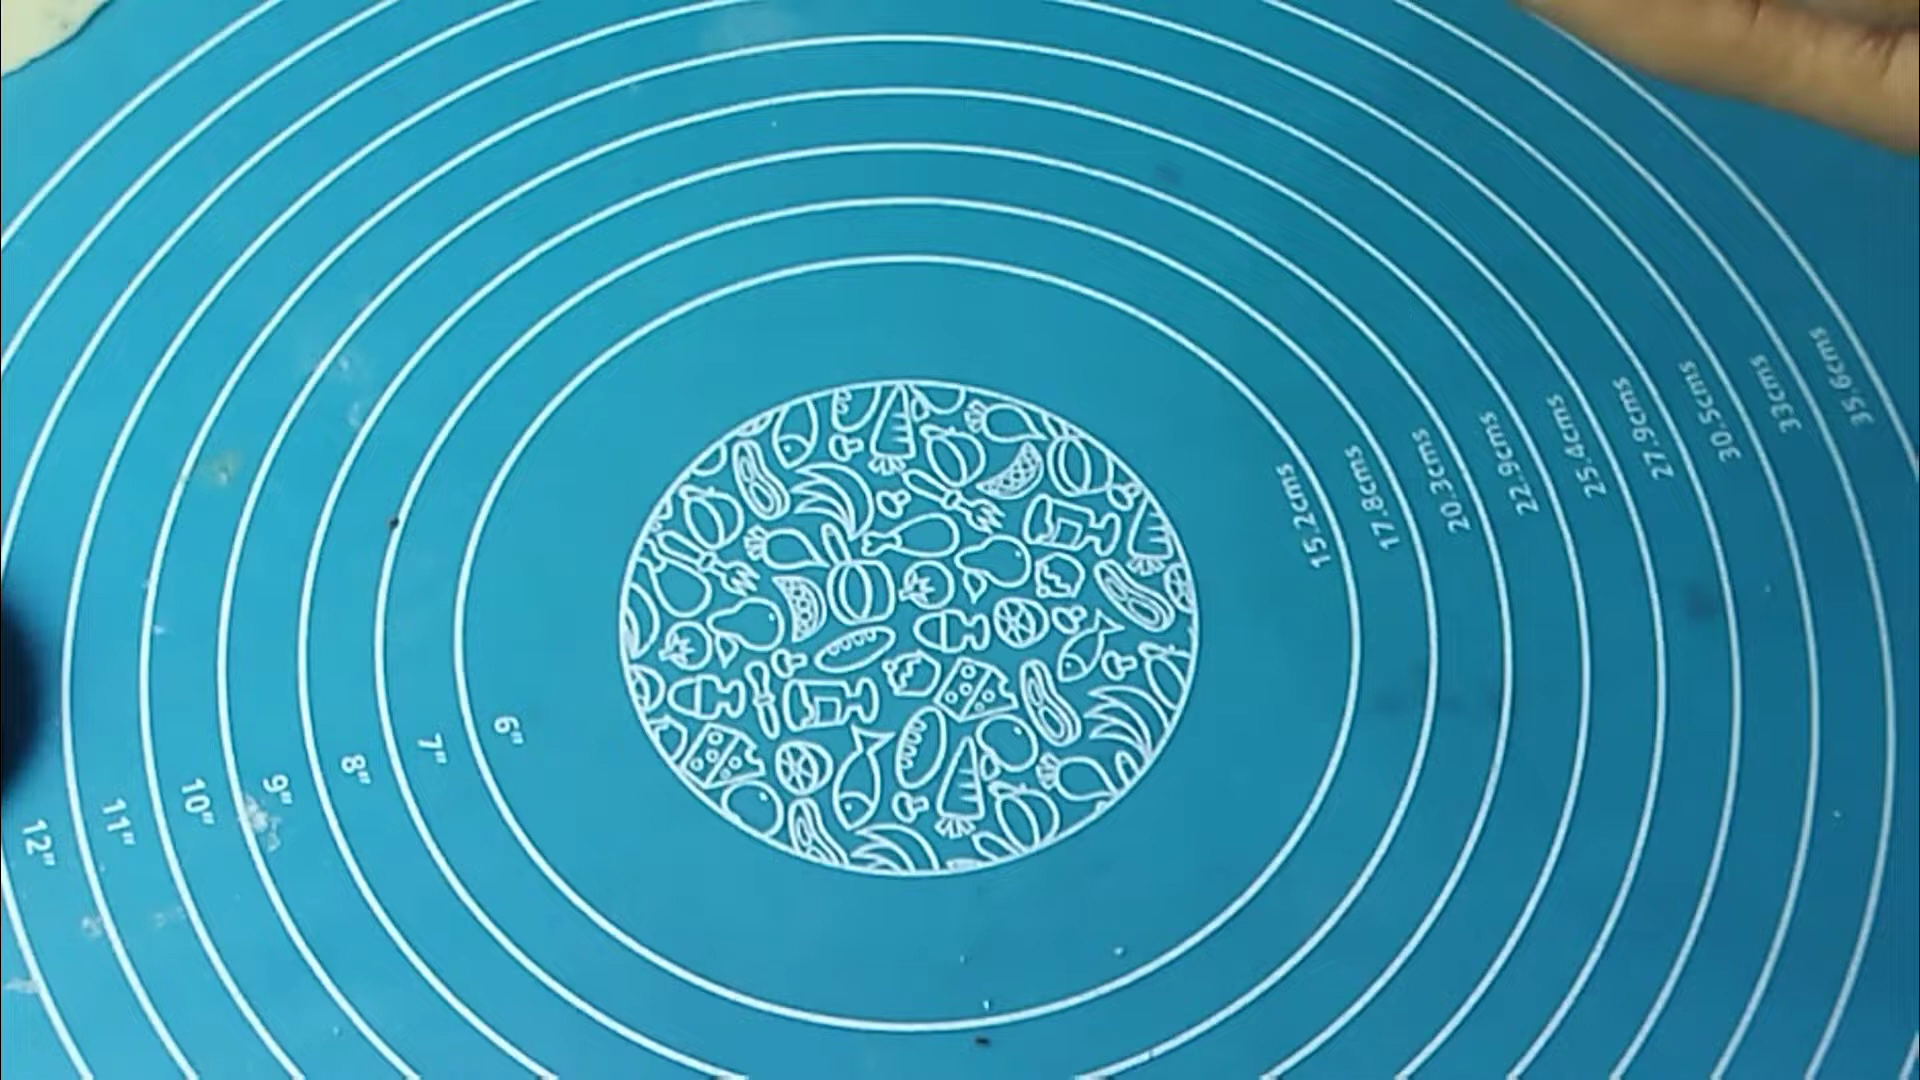 6"
7"
8"
9"
10"
11"
12"
15.2cms
17.8cms
20.3cms
22.9cms
25.4cms
27.9cms
30.5cms
33cms
35.6cms